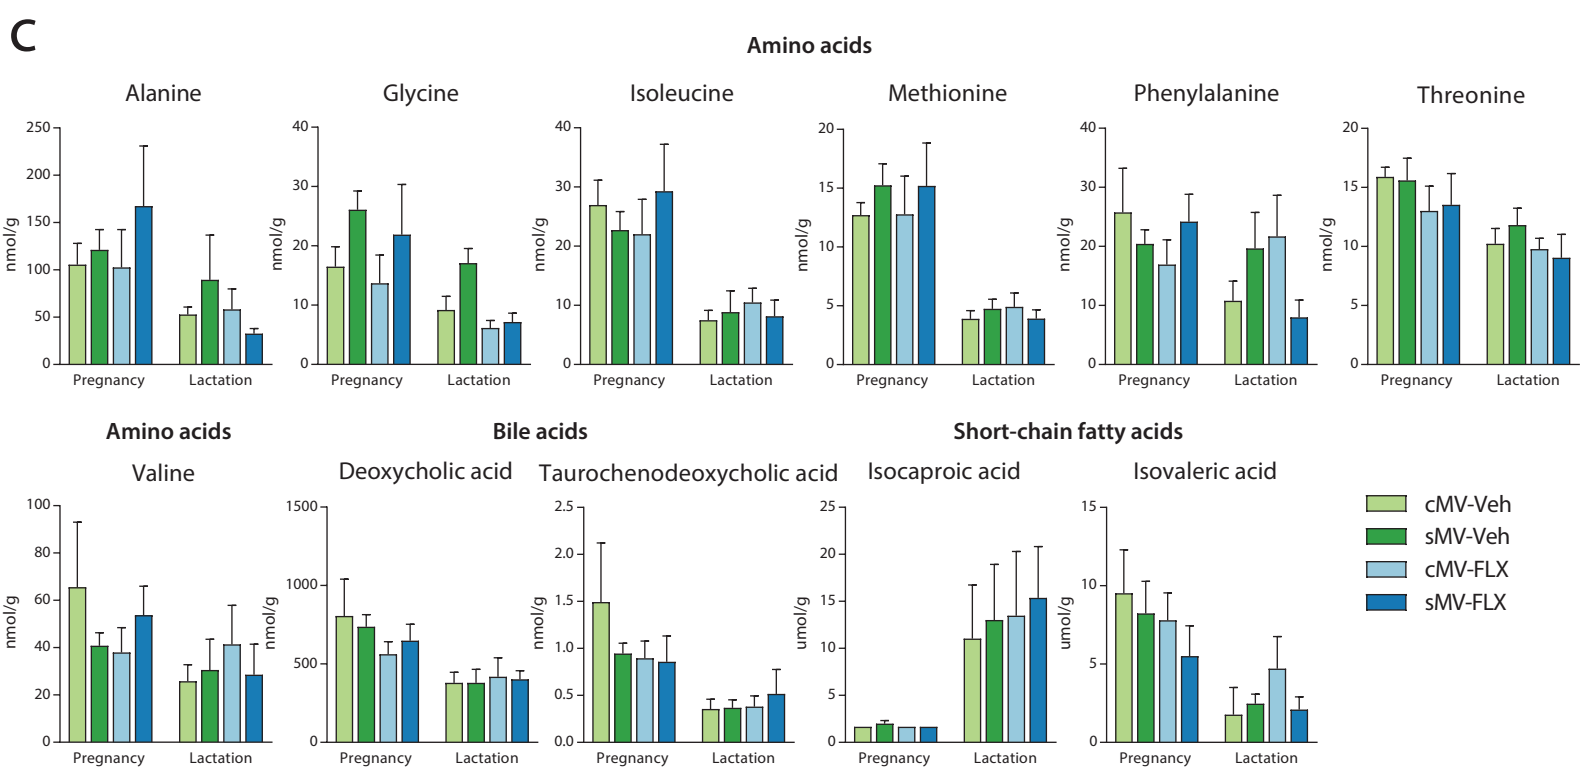 C
Amino acids
Alanine
Glycine
Isoleucine
Methionine
Phenylalanine
Threonine
nmol/g
250
200
150
100
50
0
Pregnancy
Lactation
nmol/g
40
30
20
10
0
Pregnancy
Lactation
nmol/g
40
30
20
10
0
Pregnancy
Lactation
nmol/g
20
15
10
5
0
Pregnancy
Lactation
nmol/g
40
30
20
10
0
Pregnancy
Lactation
nmol/g
20
15
10
5
0
Pregnancy
Lactation
Amino acids
Bile acids
Short-chain fatty acids
Valine
Deoxycholic acid
Taurochenodeoxycholic acid
Isocaproic acid
Isovaleric acid
nmol/g
100
80
60
40
20
0
Pregnancy
Lactation
nmol/g
1500
1000
500
0
Pregnancy
Lactation
nmol/g
2.5
2.0
1.5
1.0
0.5
0.0
Pregnancy
Lactation
umol/g
25
20
15
10
5
0
Pregnancy
Lactation
umol/g
15
10
5
0
Pregnancy
Lactation
cMV-Veh
sMV-Veh
cMV-FLX
sMV-FLX